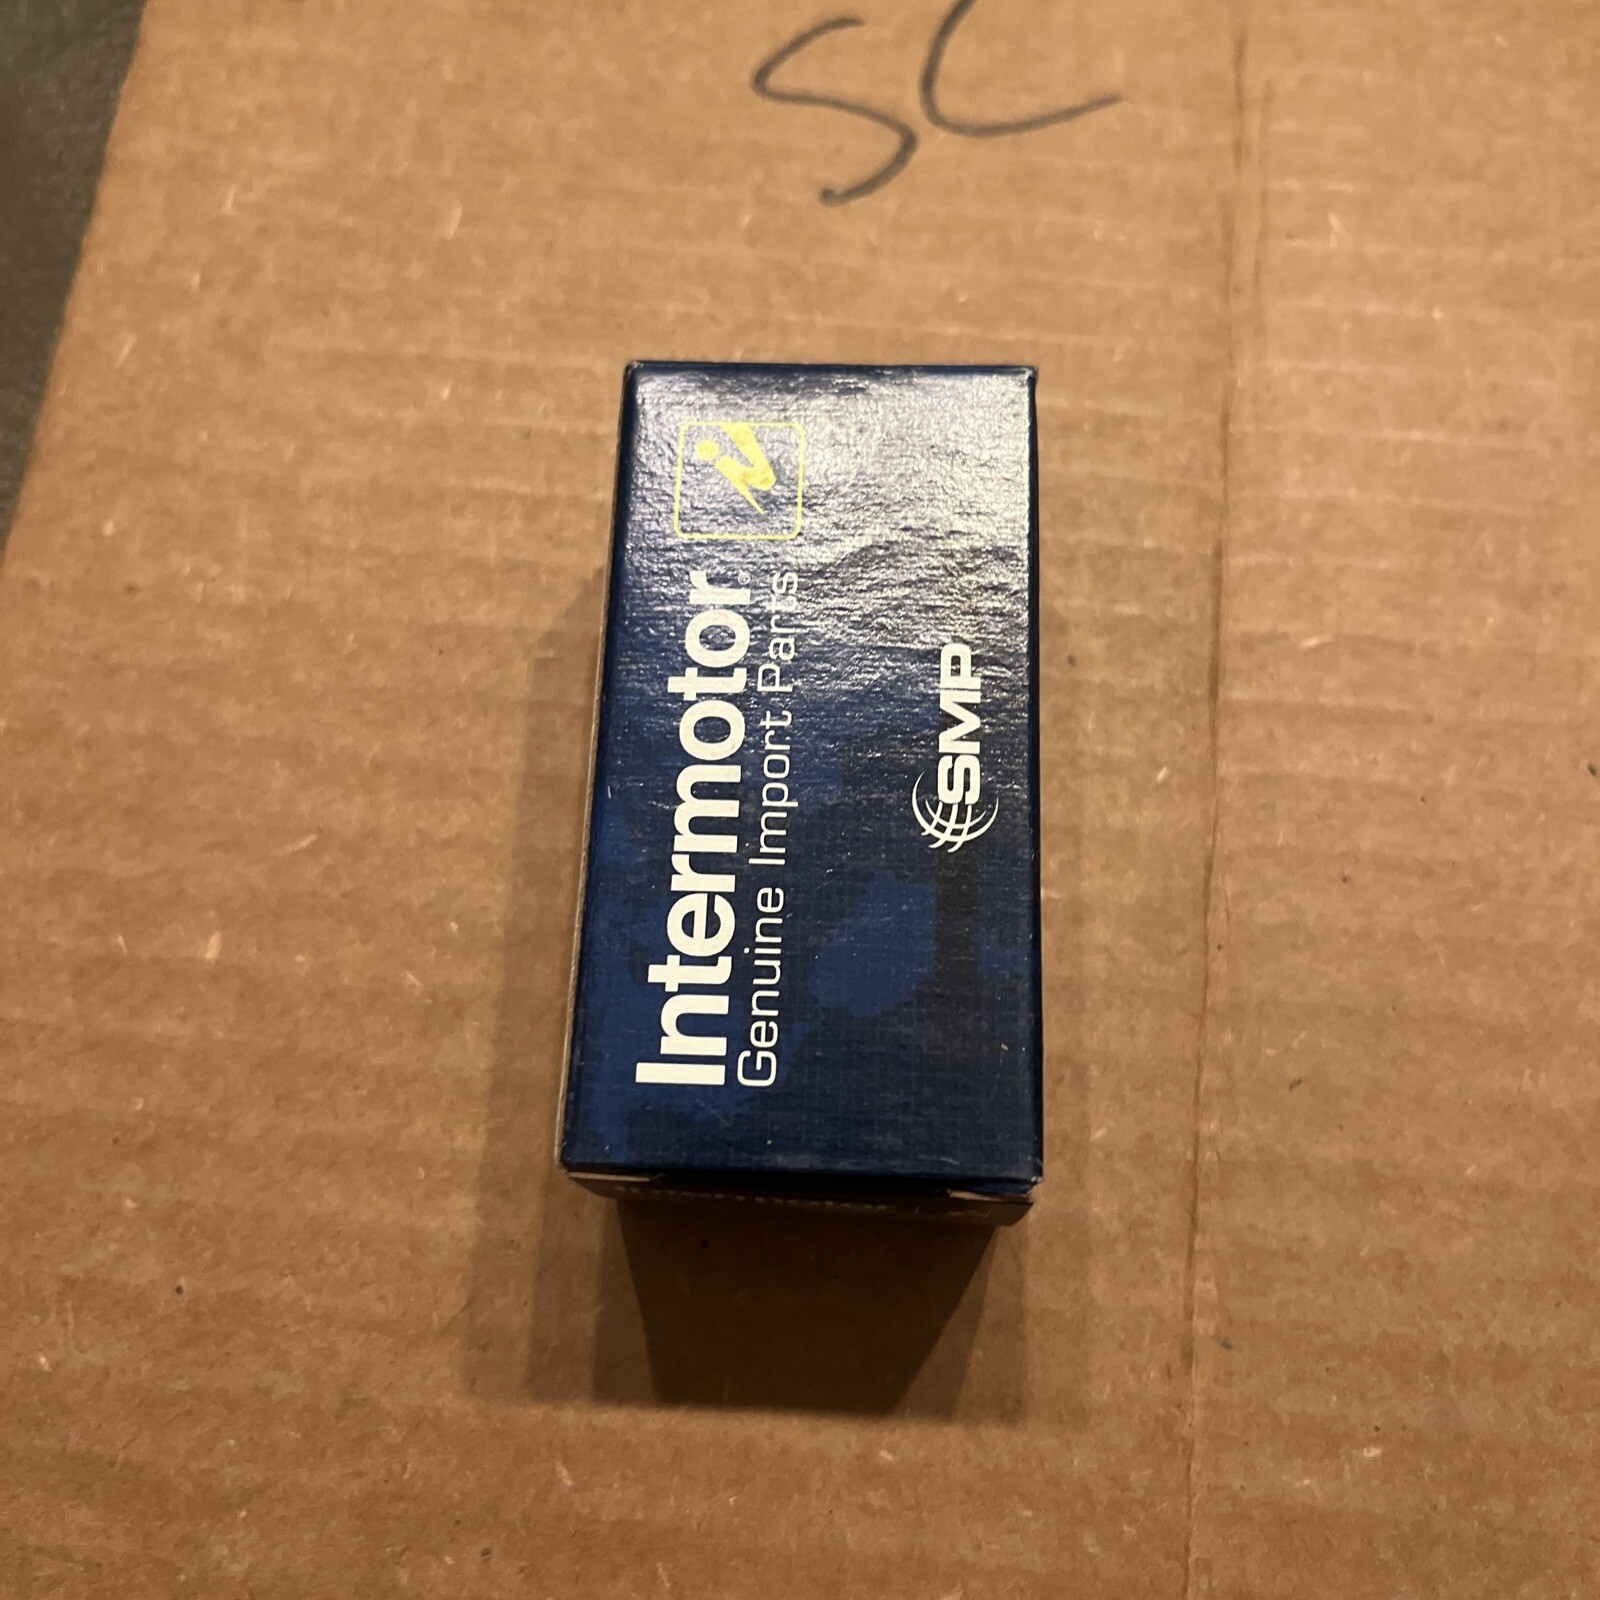 SC
Intermotor®
Genuine Import Parts
SMP